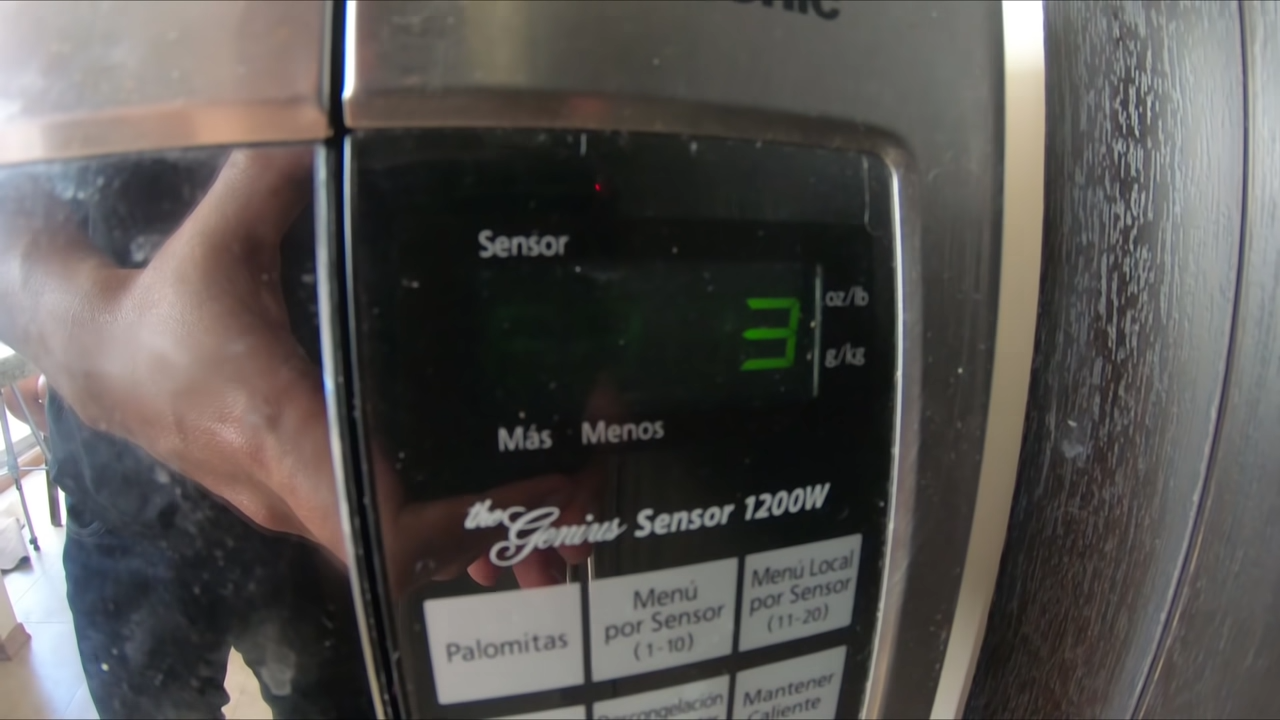 Sensor
3
oz/lb
g/kg
Más Menos
the Genius Sensor 1200W
Palomitas
Menú
por Sensor
(1-10)
Menú Local
por Sensor
(11-20)
Descongelación
Mantener
Caliente